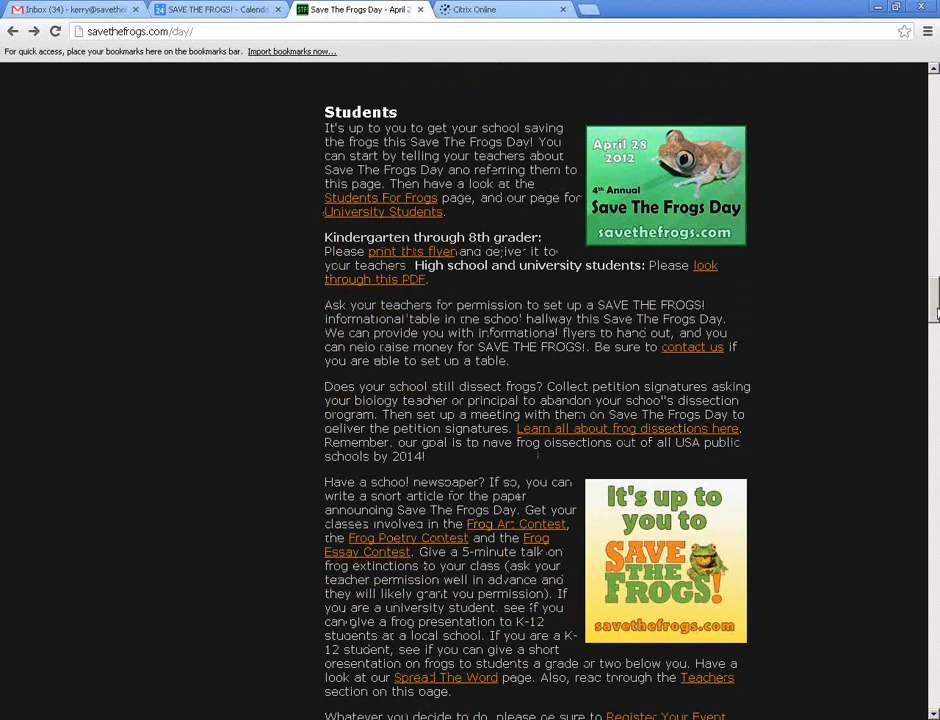 Inbox (34) - kerry@savethe
SAVE THE FROGS! - Calenda
Save The Frogs Day - April 2
Citrix Online
savethefrogs.com/day/
For quick access, place your bookmarks here on the bookmarks bar. Import bookmarks now...
Students
It's up to you to get your school saving
the frogs this Save The Frogs Day! You
can start by telling your teachers about
Save The Frogs Day and referring them to
this page. Then have a look at the
Students For Frogs page, and our page for
University Students.
April 28
2012
4th Annual
Save The Frogs Day
savethefrogs.com
Kindergarten through 8th grader:
Please print this flyer and deliver it to
your teachers High school and university students: Please look
through this PDF.
Ask your teachers for permission to set up a SAVE THE FROGS!
informational table in the school hallway this Save The Frogs Day.
We can provide you with informational flyers to hand out, and you
can help raise money for SAVE THE FROGS!. Be sure to contact us if
you are able to set up a table.
Does your school still dissect frogs? Collect petition signatures asking
your biology teacher or principal to abandon your school's dissection
program. Then set up a meeting with them on Save The Frogs Day to
deliver the petition signatures. Learn all about frog dissections here.
Remember, our goal is to have frog dissections out of all USA public
schools by 2014!
Have a school newspaper? If so, you can
write a short article for the paper
announcing Save The Frogs Day. Get your
classes involved in the Frog Art Contest,
the Frog Poetry Contest and the Frog
Essay Contest. Give a 5-minute talk on
frog extinctions to your class (ask your
teacher permission well in advance and
they will likely grant you permission). If
you are a university student, see if you
can give a frog presentation to K-12
students at a local school. If you are a K-
12 student, see if you can give a short
presentation on frogs to students a grade or two below you. Have a
look at our Spread The Word page. Also, read through the Teachers
section on this page.
It's up to
you to
SAVE
THE
FROGS!
savethefrogs.com
Whatever you decide to do, please be sure to Register Your Event